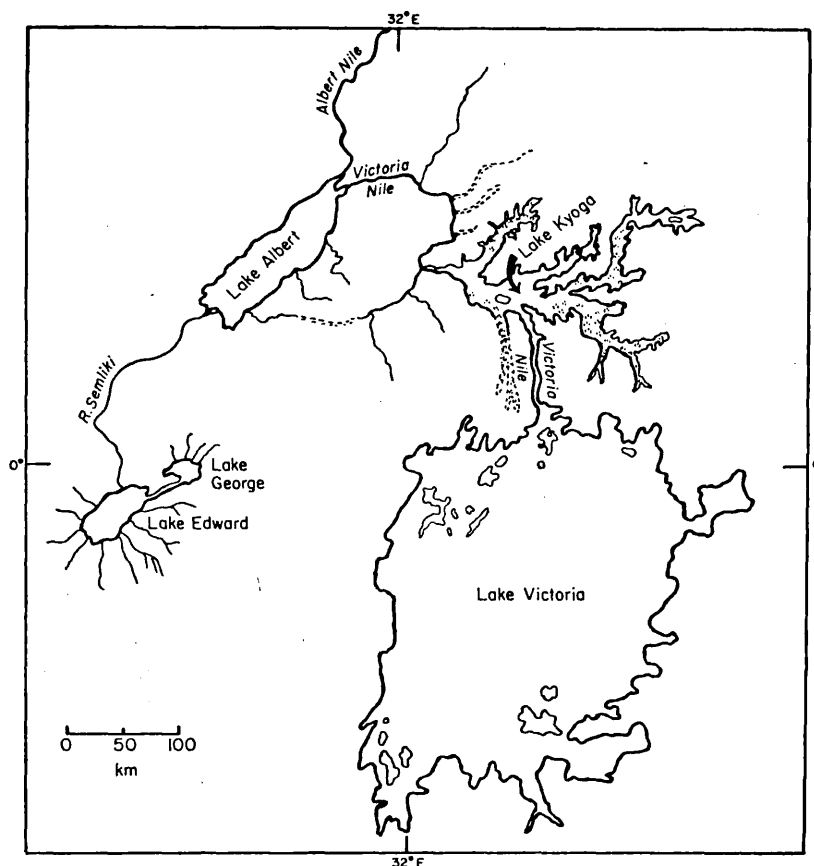 32°E
Albert Nile
Victoria
Nile
Lake Kyoga
Lake Albert
Victoria
Nile
R. Semliki
0°
Lake
George
Lake Edward
Lake Victoria
0 50 100
km
32°E